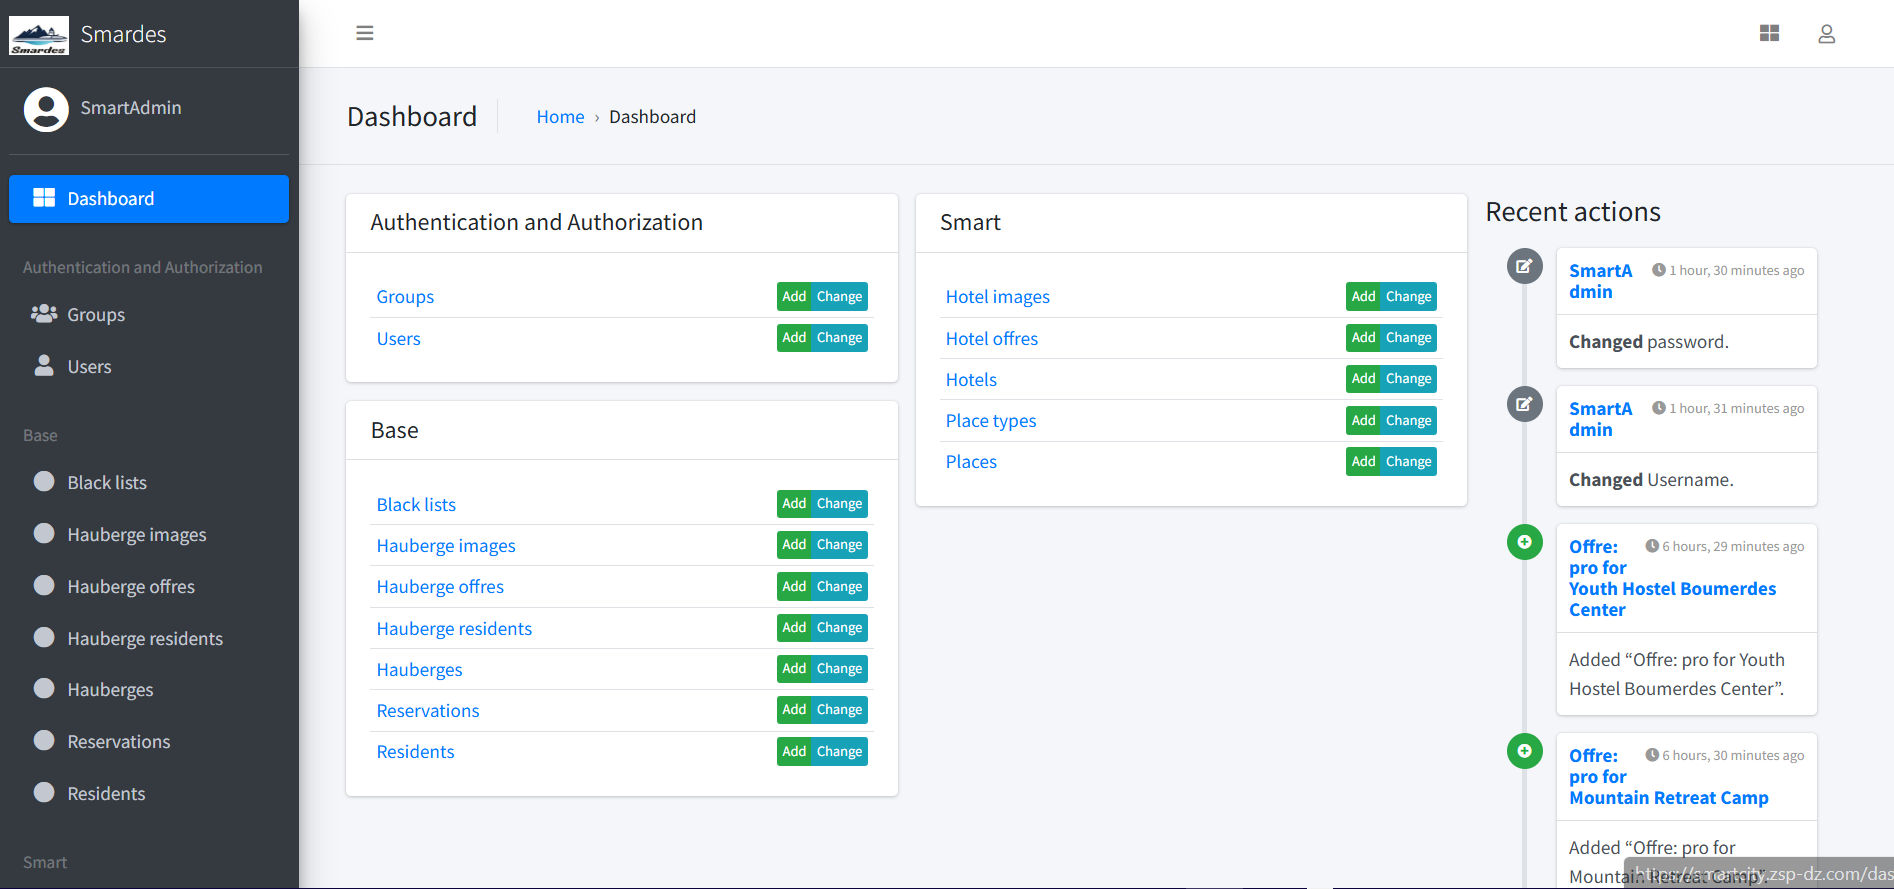 Smardes
Smardes
SmartAdmin
Dashboard
Authentication and Authorization
Groups
Users
Base
Black lists
Hauberge images
Hauberge offres
Hauberge residents
Hauberges
Reservations
Residents
Smart
Dashboard
Home › Dashboard
Authentication and Authorization
Groups Add Change
Users Add Change
Base
Black lists Add Change
Hauberge images Add Change
Hauberge offres Add Change
Hauberge residents Add Change
Hauberges Add Change
Reservations Add Change
Residents Add Change
Smart
Hotel images Add Change
Hotel offres Add Change
Hotels Add Change
Place types Add Change
Places Add Change
Recent actions
SmartA 1 hour, 30 minutes ago
dmin
Changed password.
SmartA 1 hour, 31 minutes ago
dmin
Changed Username.
Offre: 6 hours, 29 minutes ago
pro for
Youth Hostel Boumerdes
Center
Added “Offre: pro for Youth
Hostel Boumerdes Center”.
Offre: 6 hours, 30 minutes ago
pro for
Mountain Retreat Camp
Added “Offre: pro for
Mountain Retreat Camp”.
https://smartcity.zsp-dz.com/das